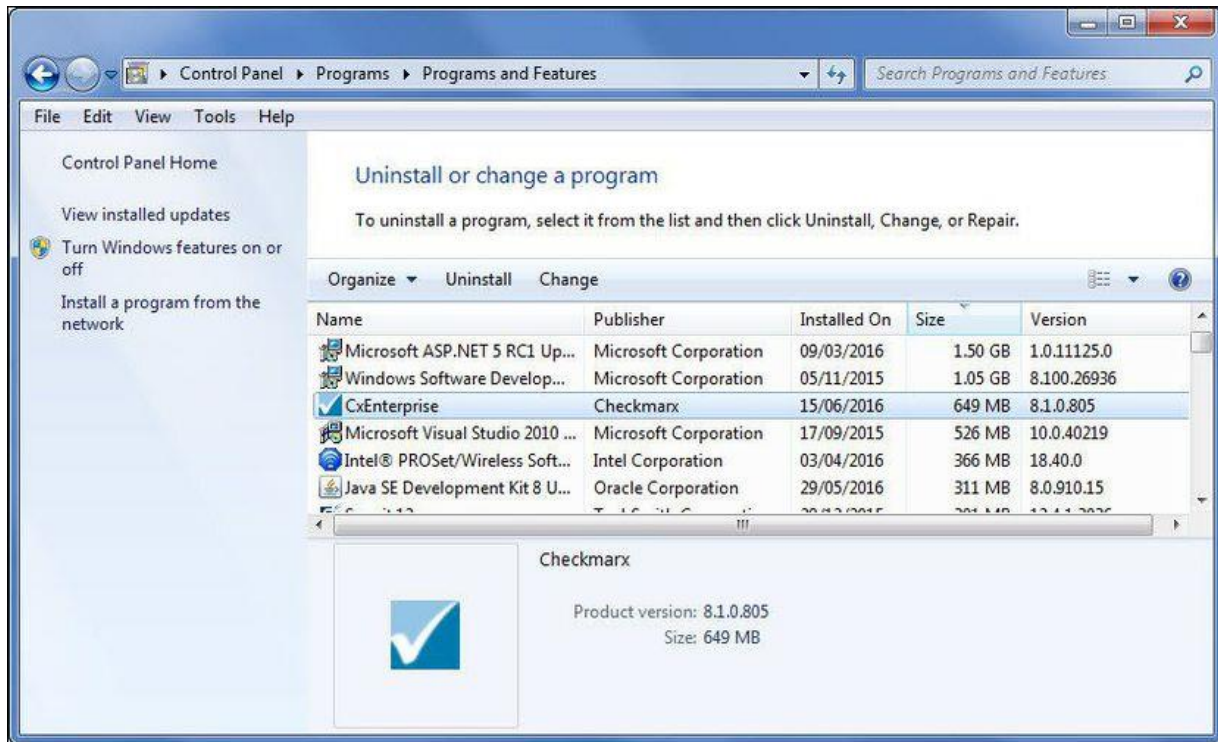 Control Panel ▸ Programs ▸ Programs and Features
Search Programs and Features
File Edit View Tools Help
Control Panel Home
View installed updates
Turn Windows features on or
off
Install a program from the
network
Uninstall or change a program
To uninstall a program, select it from the list and then click Uninstall, Change, or Repair.
Organize Uninstall Change
Name Publisher Installed On Size Version
Microsoft ASP.NET 5 RC1 Up... Microsoft Corporation 09/03/2016 1.50 GB 1.0.11125.0
Windows Software Develop... Microsoft Corporation 05/11/2015 1.05 GB 8.100.26936
CxEnterprise Checkmarx 15/06/2016 649 MB 8.1.0.805
Microsoft Visual Studio 2010 ... Microsoft Corporation 17/09/2015 526 MB 10.0.40219
Intel® PROSet/Wireless Soft... Intel Corporation 03/04/2016 366 MB 18.40.0
Java SE Development Kit 8 U... Oracle Corporation 29/05/2016 311 MB 8.0.910.15
Checkmarx
Product version: 8.1.0.805
Size: 649 MB